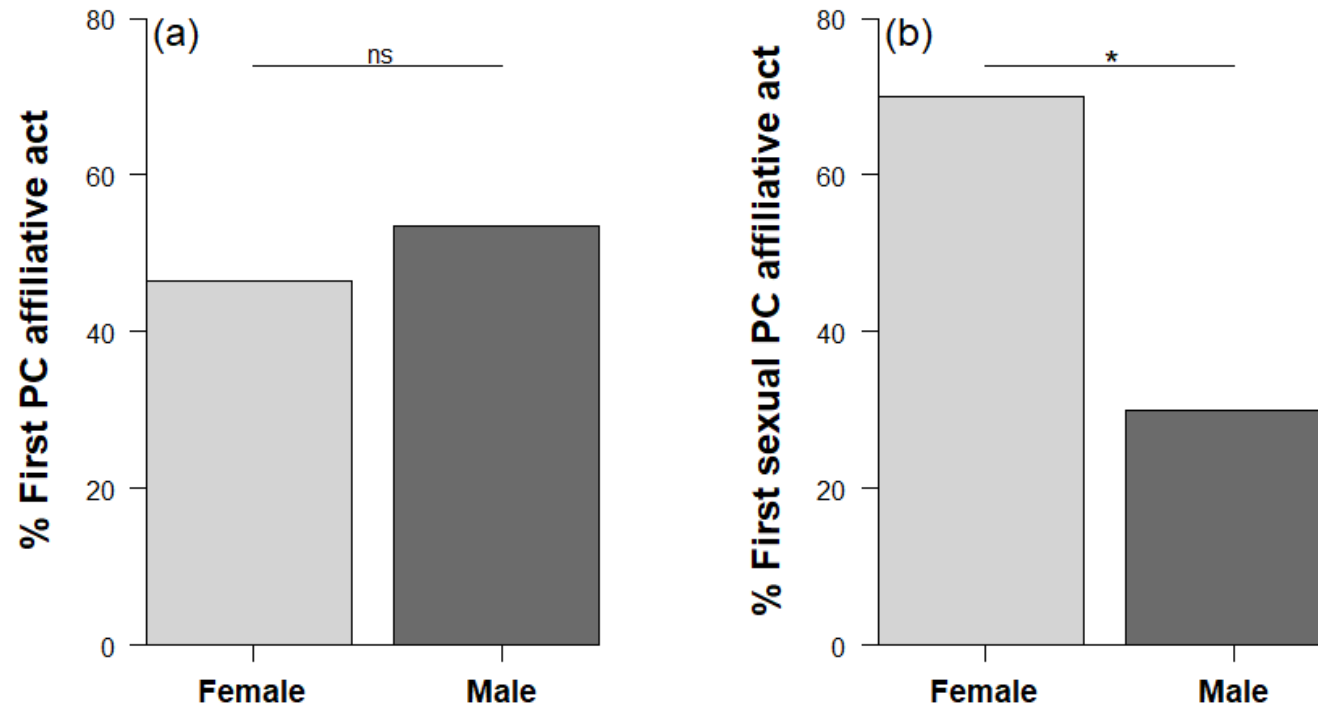 (a)
ns
80
60
40
20
0
% First PC affiliative act
Female Male
(b)
*
80
60
40
20
0
% First sexual PC affiliative act
Female Male